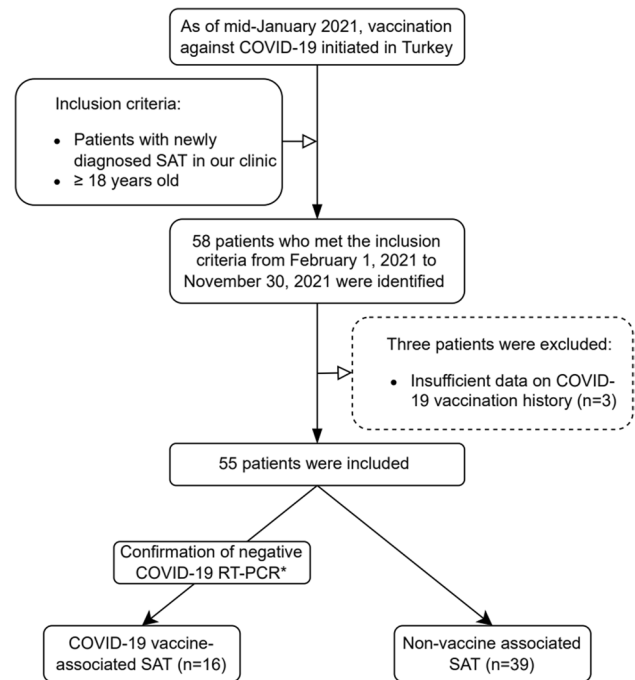 As of mid-January 2021, vaccination
against COVID-19 initiated in Turkey
Inclusion criteria:
• Patients with newly
diagnosed SAT in our clinic
• ≥ 18 years old
58 patients who met the inclusion
criteria from February 1, 2021 to
November 30, 2021 were identified
Three patients were excluded:
• Insufficient data on COVID-
19 vaccination history (n=3)
55 patients were included
Confirmation of negative
COVID-19 RT-PCR*
COVID-19 vaccine-
associated SAT (n=16)
Non-vaccine associated
SAT (n=39)